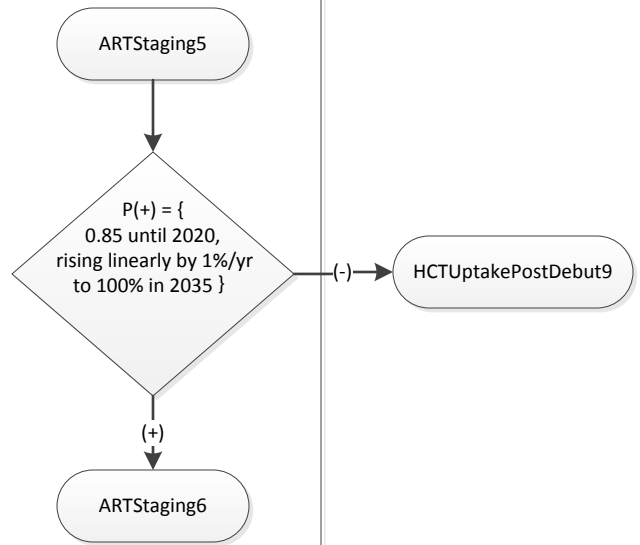 ARTStaging5
P(+) = {
0.85 until 2020,
rising linearly by 1%/yr
to 100% in 2035 }
(-)
HCTUptakePostDebut9
(+)
ARTStaging6